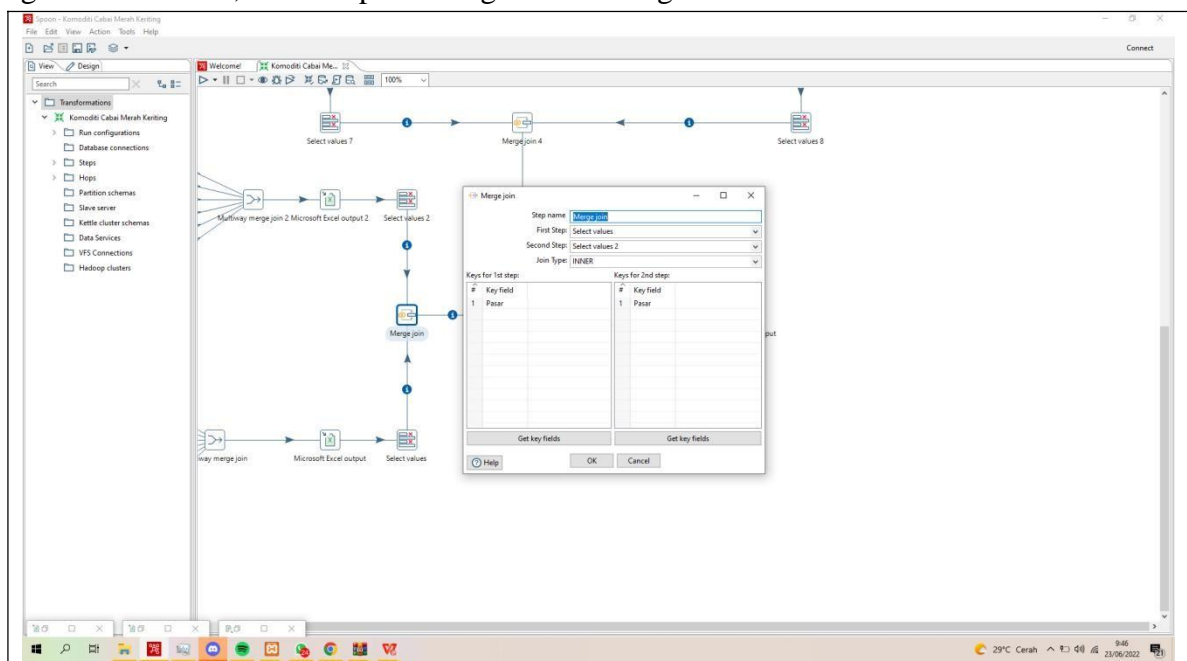 Spoon - Komoditi Cabai Merah Keriting
File Edit View Action Tools Help
Connect
View Design
Welcome! Komoditi Cabai Me...
Search
100%
Transformations
Komoditi Cabai Merah Keriting
Run configurations
Database connections
Steps
Hops
Partition schemas
Slave server
Kettle cluster schemas
Data Services
VFS Connections
Hadoop clusters
Select values 7
Merge join 4
Select values 8
Multiway merge join 2
Microsoft Excel output 2
Select values 2
Merge join
way merge join
Microsoft Excel output
Select values
put
Merge join
Step name Merge join
First Step: Select values
Second Step: Select values 2
Join Type: INNER
Keys for 1st step: Keys for 2nd step:
# Key field # Key field
1 Pasar 1 Pasar
Get key fields Get key fields
Help OK Cancel
29°C Cerah
9:46
23/06/2022